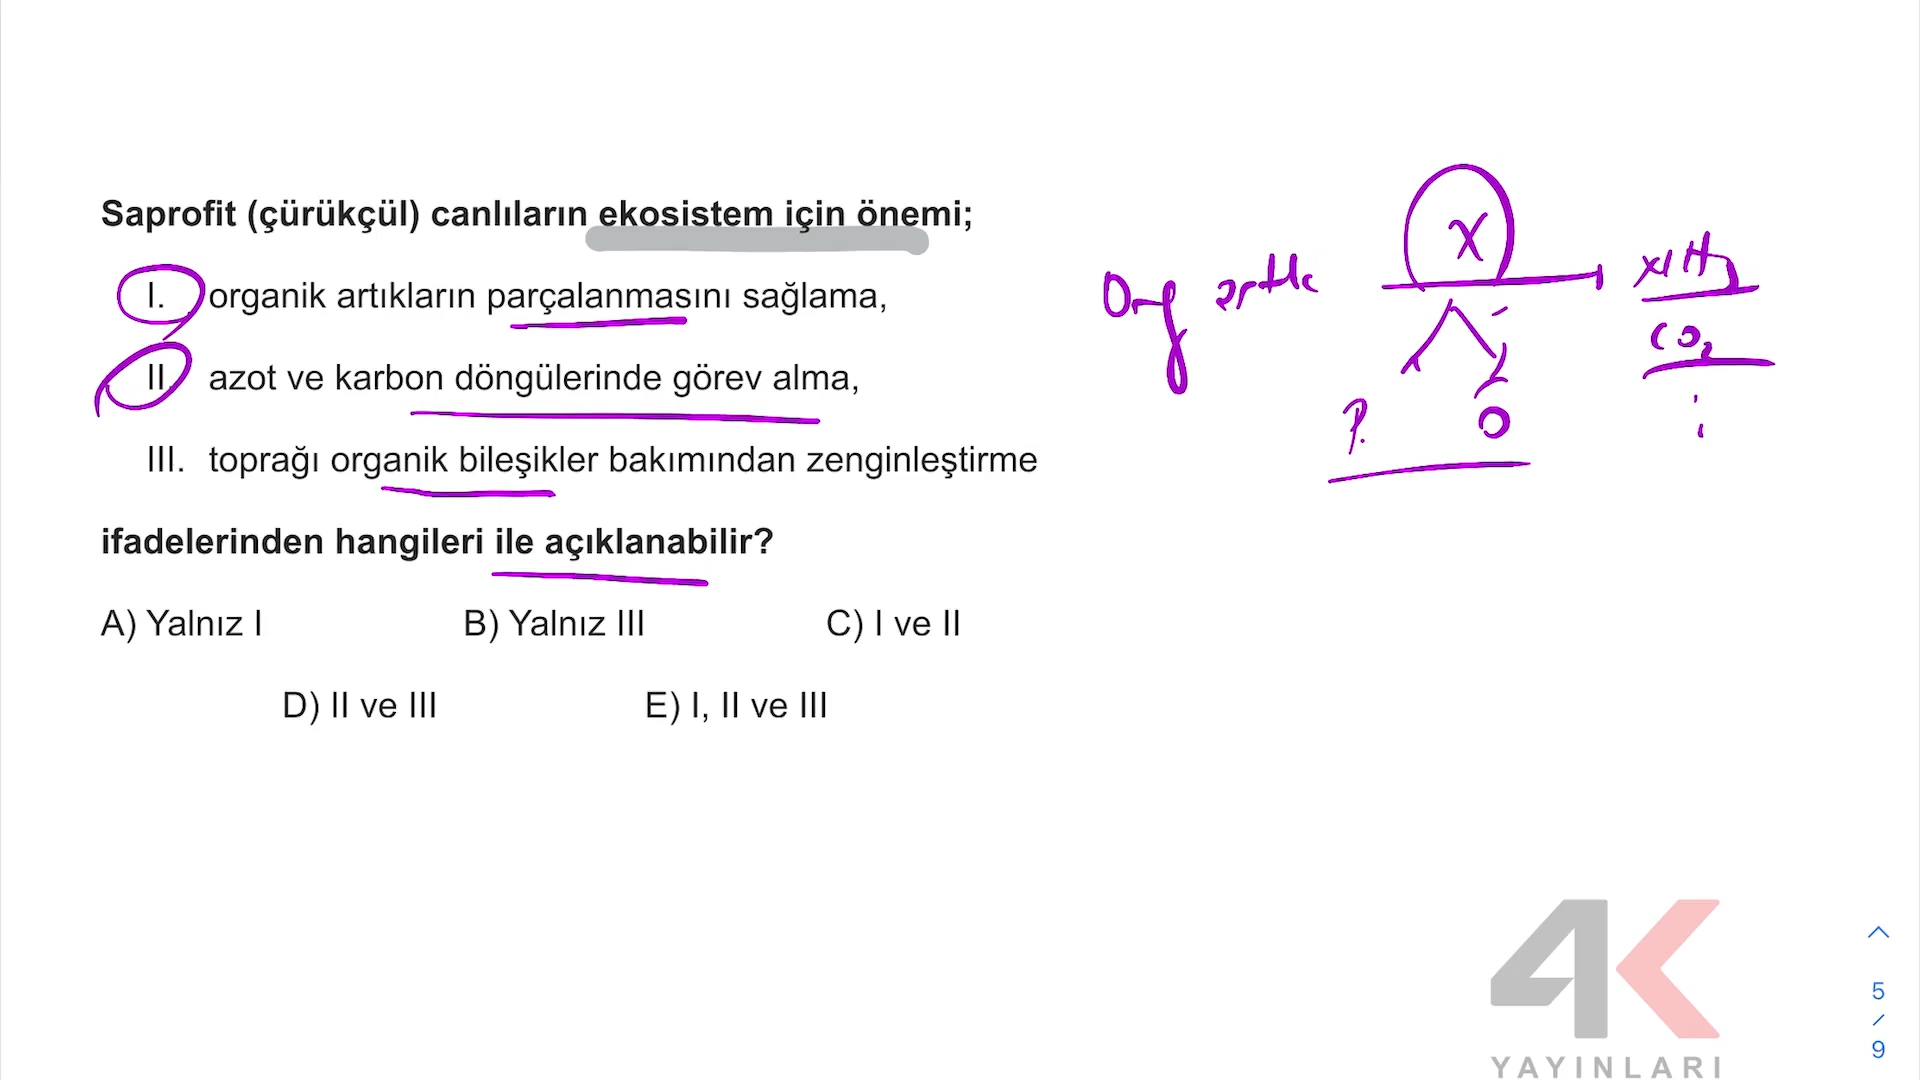 Saprofit (çürükçül) canlıların ekosistem için önemi;
I. organik artıkların parçalanmasını sağlama,
II. azot ve karbon döngülerinde görev alma,
III. toprağı organik bileşikler bakımından zenginleştirme
ifadelerinden hangileri ile açıklanabilir?
A) Yalnız I B) Yalnız III C) I ve II
D) II ve III E) I, II ve III
Org artık
X
NH3
CO2
P. O
4K
YAYINLARI
5
/
9